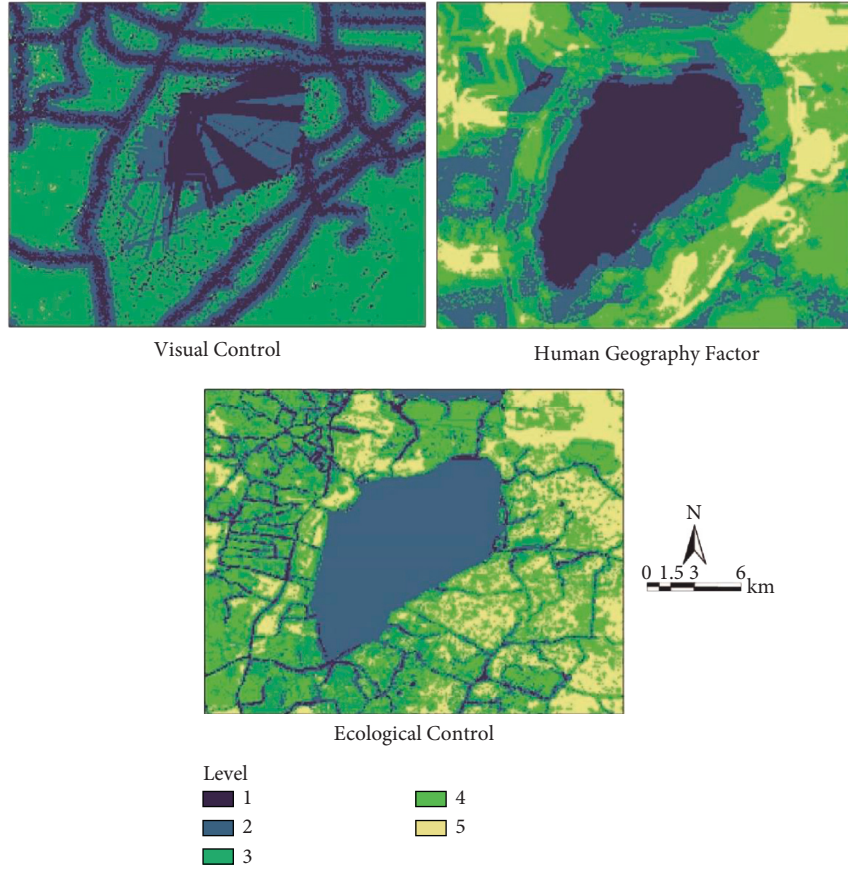 Visual Control
Human Geography Factor
Ecological Control
N
0 1.5 3 6
km
Level
1
2
3
4
5